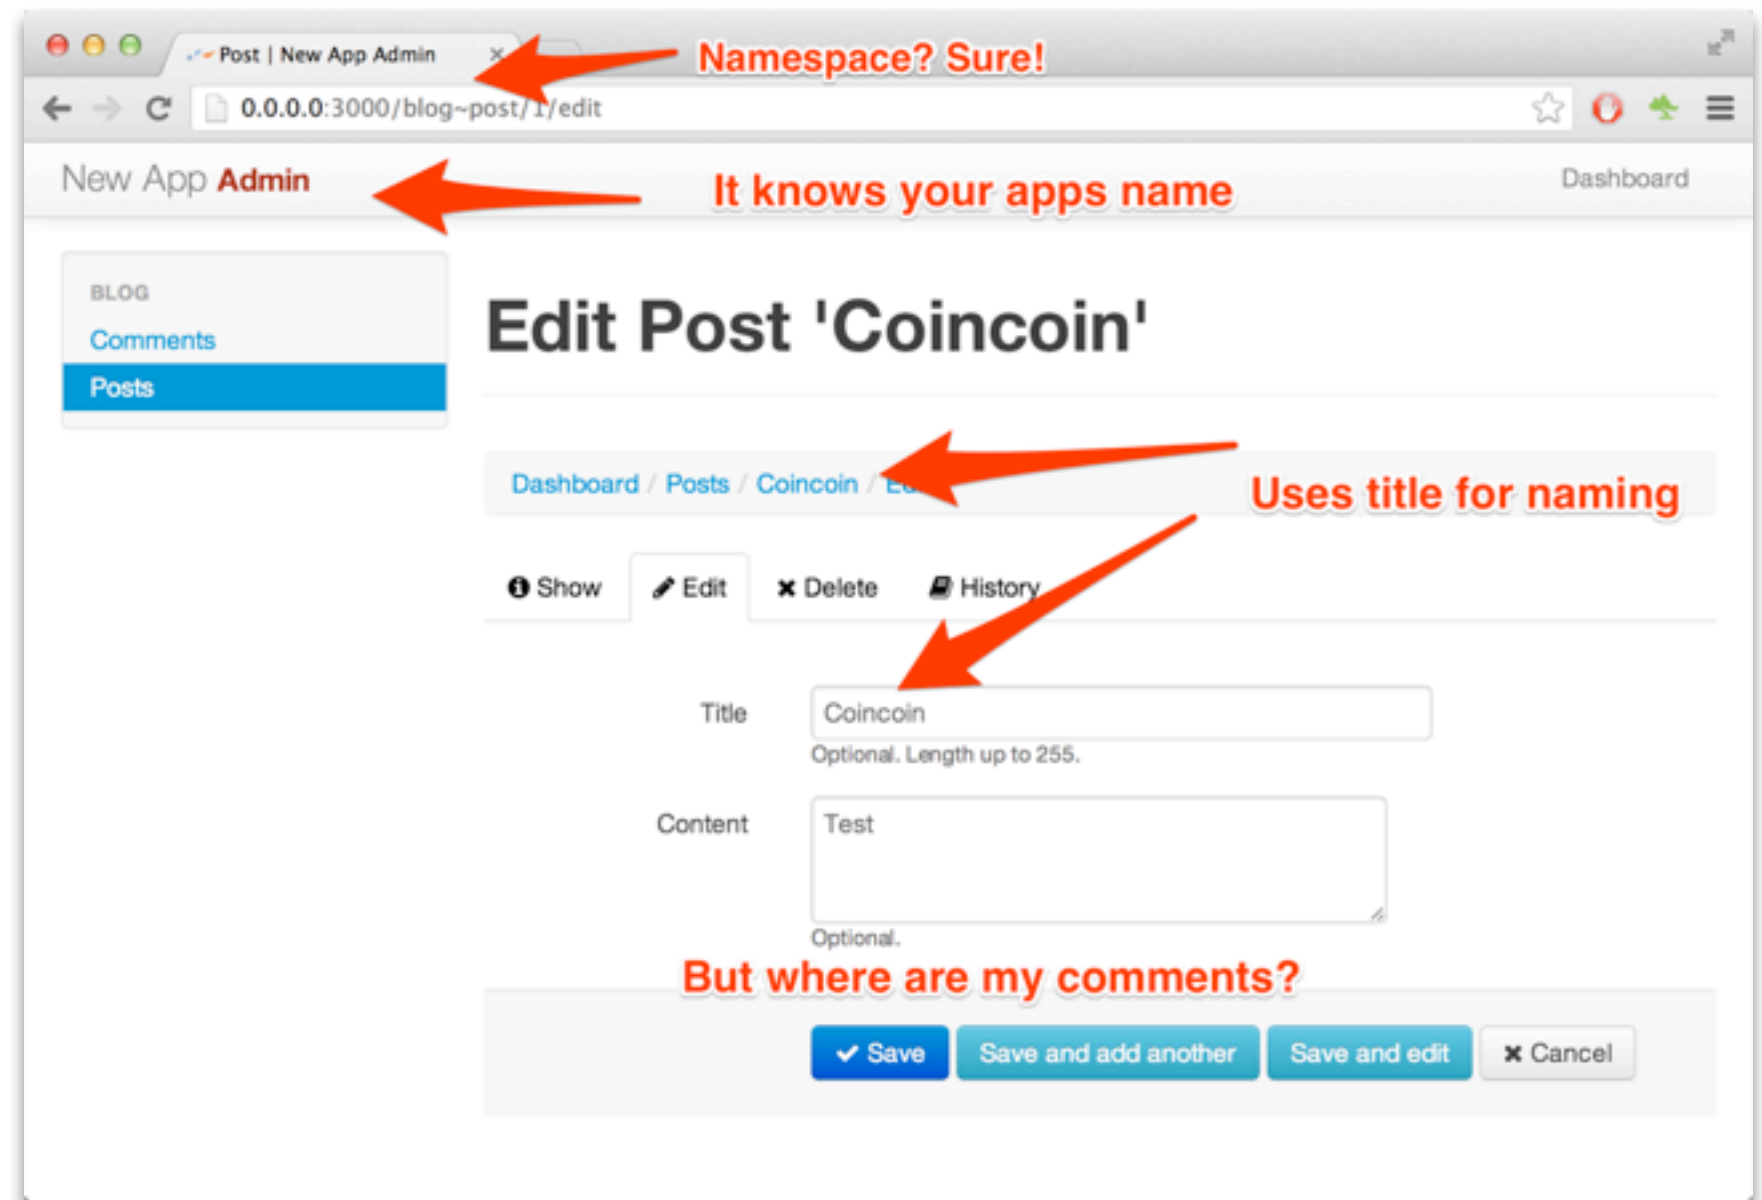 Post | New App Admin
Namespace? Sure!
0.0.0.0:3000/blog~post/1/edit
New App Admin
It knows your apps name
Dashboard
BLOG
Comments
Posts
Edit Post 'Coincoin'
Dashboard / Posts / Coincoin /
Uses title for naming
Show
Edit
Delete
History
Title
Coincoin
Optional. Length up to 255.
Content
Test
Optional.
But where are my comments?
Save
Save and add another
Save and edit
Cancel